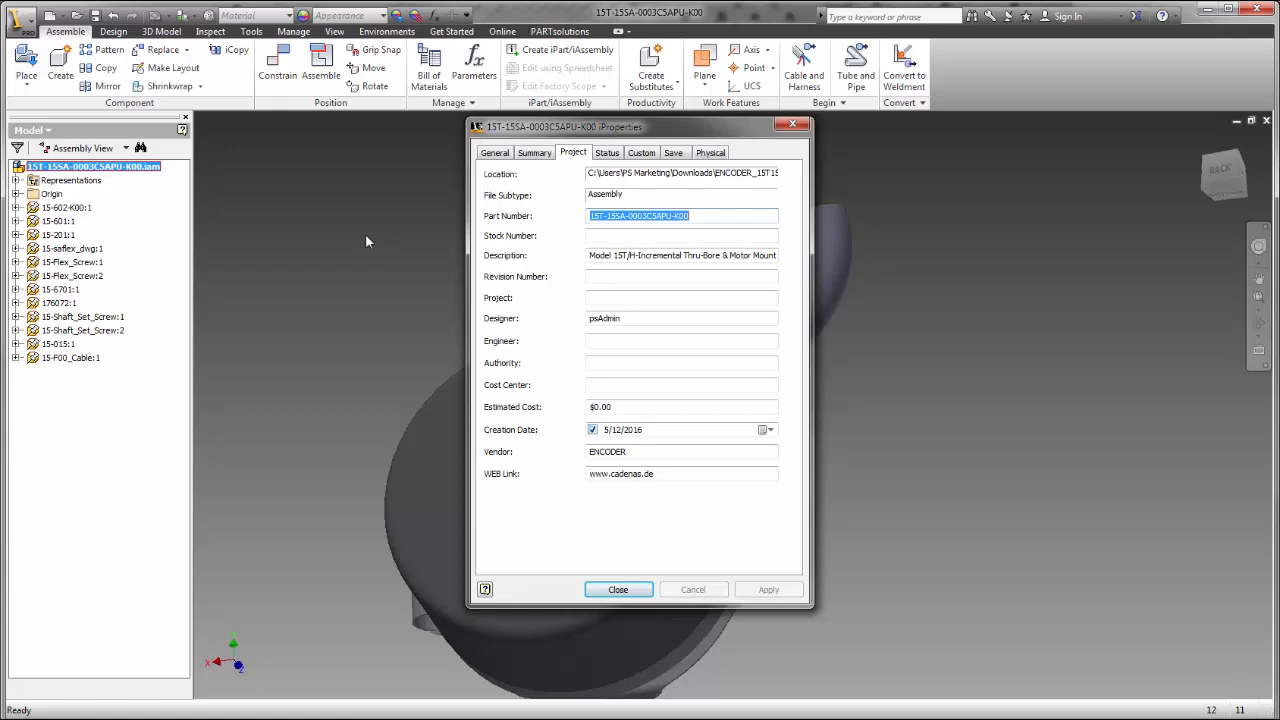 Material
Appearance
15T-15SA-0003C5APU-K00
Type a keyword or phrase
Sign In
PRO
Assemble
Design
3D Model
Inspect
Tools
Manage
View
Environments
Get Started
Online
PARTsolutions
Place
Create
Pattern
Copy
Mirror
Replace
Make Layout
Shrinkwrap
iCopy
Component
Constrain
Assemble
Grip Snap
Move
Rotate
Position
Bill of
Materials
Parameters
Manage
Create iPart/iAssembly
Edit using Spreadsheet
Edit Factory Scope
iPart/iAssembly
Create
Substitutes
Productivity
Plane
Axis
Point
UCS
Work Features
Cable and
Harness
Tube and
Pipe
Begin
Convert to
Weldment
Convert
Model
Assembly View
15T-15SA-0003C5APU-K00.iam
Representations
Origin
15-602-K00:1
15-601:1
15-201:1
15-saflex_dwg:1
15-Flex_Screw:1
15-Flex_Screw:2
15-6701:1
176072:1
15-Shaft_Set_Screw:1
15-Shaft_Set_Screw:2
15-015:1
15-F00_Cable:1
15T-15SA-0003C5APU-K00 iProperties
General
Summary
Project
Status
Custom
Save
Physical
Location: C:\Users\PS Marketing\Downloads\ENCODER_15T15
File Subtype: Assembly
Part Number: 15T-15SA-0003C5APU-K00
Stock Number:
Description: Model 15T/H-Incremental Thru-Bore & Motor Mount
Revision Number:
Project:
Designer: psAdmin
Engineer:
Authority:
Cost Center:
Estimated Cost: $0.00
Creation Date: 5/12/2016
Vendor: ENCODER
WEB Link: www.cadenas.de
Close
Cancel
Apply
BACK
X
Z
Ready
12
11